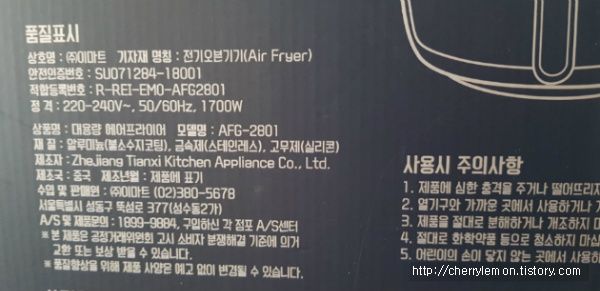 품질표시
상호명 : ㈜이마트 기자재 명칭 : 전기오븐기기(Air Fryer)
안전인증번호 : SU071284-18001
적합등록번호 : R-REI-EMO-AFG2801
정 격 : 220-240V~, 50/60Hz, 1700W
상품명 : 대용량 에어프라이어 모델명 : AFG-2801
재 질 : 알루미늄(불소수지코팅), 금속제(스테인레스), 고무제(실리콘)
제조자 : Zhejiang Tianxi Kitchen Appliance Co., Ltd.
제조국 : 중국 제조년월 : 제품에 표기
수입 및 판매원 : ㈜이마트 (02)380-5678
서울특별시 성동구 뚝섬로 377(성수동2가)
A/S 및 제품문의 : 1899-9884, 구입하신 각 점포 A/S센터
※ 본 제품은 공정거래위원회 고시 소비자 분쟁해결 기준에 의거
교환 또는 보상 받을 수 있습니다.
※ 품질향상을 위해 제품 사양은 예고 없이 변경될 수 있습니다.
사용시 주의사항
1. 제품에 심한 충격을 주거나 떨어뜨리지
2. 열기구와 가까운 곳에서 사용하거나
3. 제품을 절대로 분해하거나 개조하지 마
4. 절대로 화학약품 등으로 청소하지 마십
5. 어린이의 손이 닿지 않는 곳에서 사용하
http://cherrylemon.tistory.com